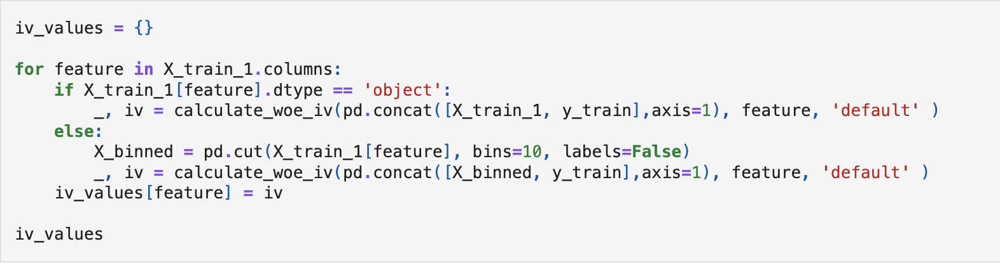 iv_values = {}
for feature in X_train_1.columns:
    if X_train_1[feature].dtype == 'object':
        _, iv = calculate_woe_iv(pd.concat([X_train_1, y_train],axis=1), feature, 'default' )
    else:
        X_binned = pd.cut(X_train_1[feature], bins=10, labels=False)
        _, iv = calculate_woe_iv(pd.concat([X_binned, y_train],axis=1), feature, 'default' )
    iv_values[feature] = iv
iv_values